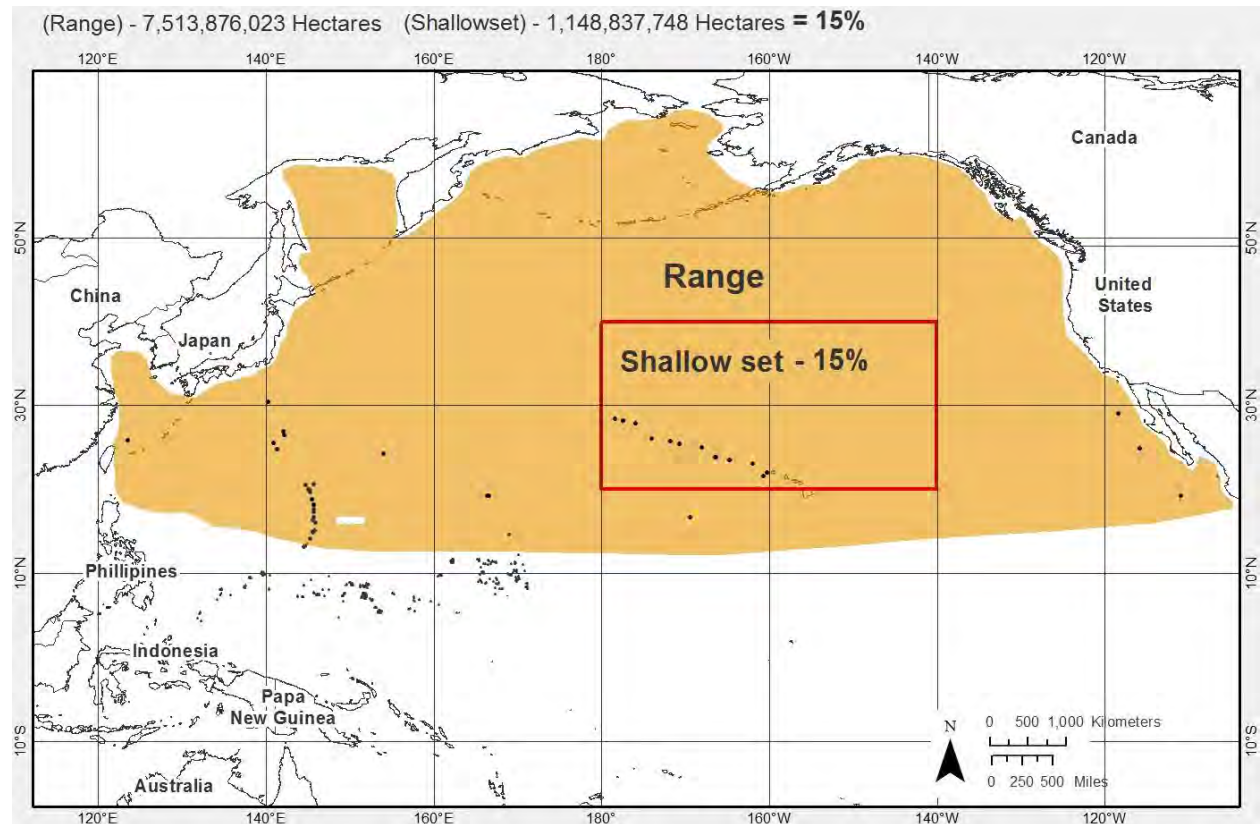 (Range) - 7,513,876,023 Hectares (Shallowset) - 1,148,837,748 Hectares = 15%
120°E 140°E 160°E 180° 160°W 140°W 120°W
Canada
50°N 50°N
Range
China
United
States
Japan
Shallow set - 15%
30°N 30°N
10°N 10°N
Phillipines
Indonesia
Papa
New Guinea
N
0 500 1,000 Kilometers
10°S 10°S
0 250 500 Miles
Australia
120°E 140°E 160°E 180° 160°W 140°W 120°W